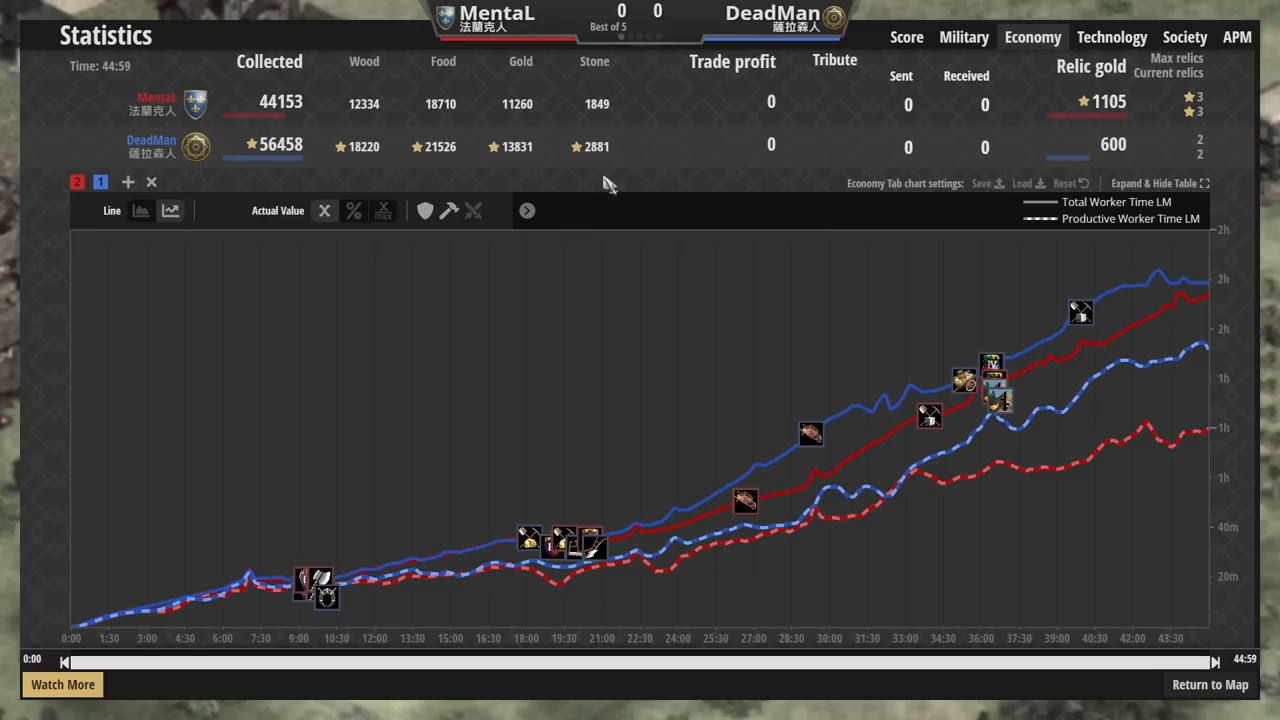 MentaL
法蘭克人
0 0
Best of 5
DeadMan
薩拉森人
Statistics
Score Military Economy Technology Society APM
Time: 44:59
Collected Wood Food Gold Stone Trade profit Tribute Sent Received Relic gold Max relics
Current relics
MentaL
法蘭克人
44153 12334 18710 11260 1849 0 0 0 1105 3
3
DeadMan
薩拉森人
56458 18220 21526 13831 2881 0 0 0 600 2
2
2 1
Economy Tab chart settings: Save Load Reset Expand & Hide Table
Line Actual Value X % X
max
Total Worker Time LM
Productive Worker Time LM
2h
2h
2h
1h
1h
1h
40m
20m
IV
0:00 1:30 3:00 4:30 6:00 7:30 9:00 10:30 12:00 13:30 15:00 16:30 18:00 19:30 21:00 22:30 24:00 25:30 27:00 28:30 30:00 31:30 33:00 34:30 36:00 37:30 39:00 40:30 42:00 43:30
0:00 44:59
Watch More Return to Map